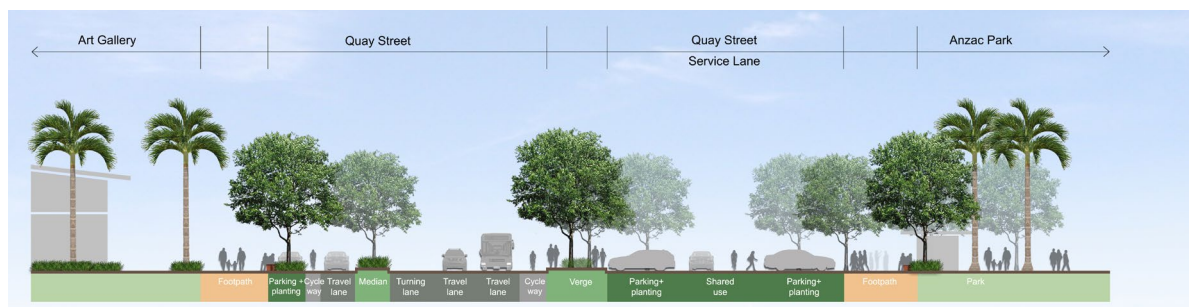 Art Gallery
Quay Street
Quay Street
Service Lane
Anzac Park
Footpath
Parking +
planting
Cycle
way
Travel
lane
Median
Turning
lane
Travel
lane
Travel
lane
Cycle
way
Verge
Parking+
planting
Shared
use
Parking+
planting
Footpath
Park